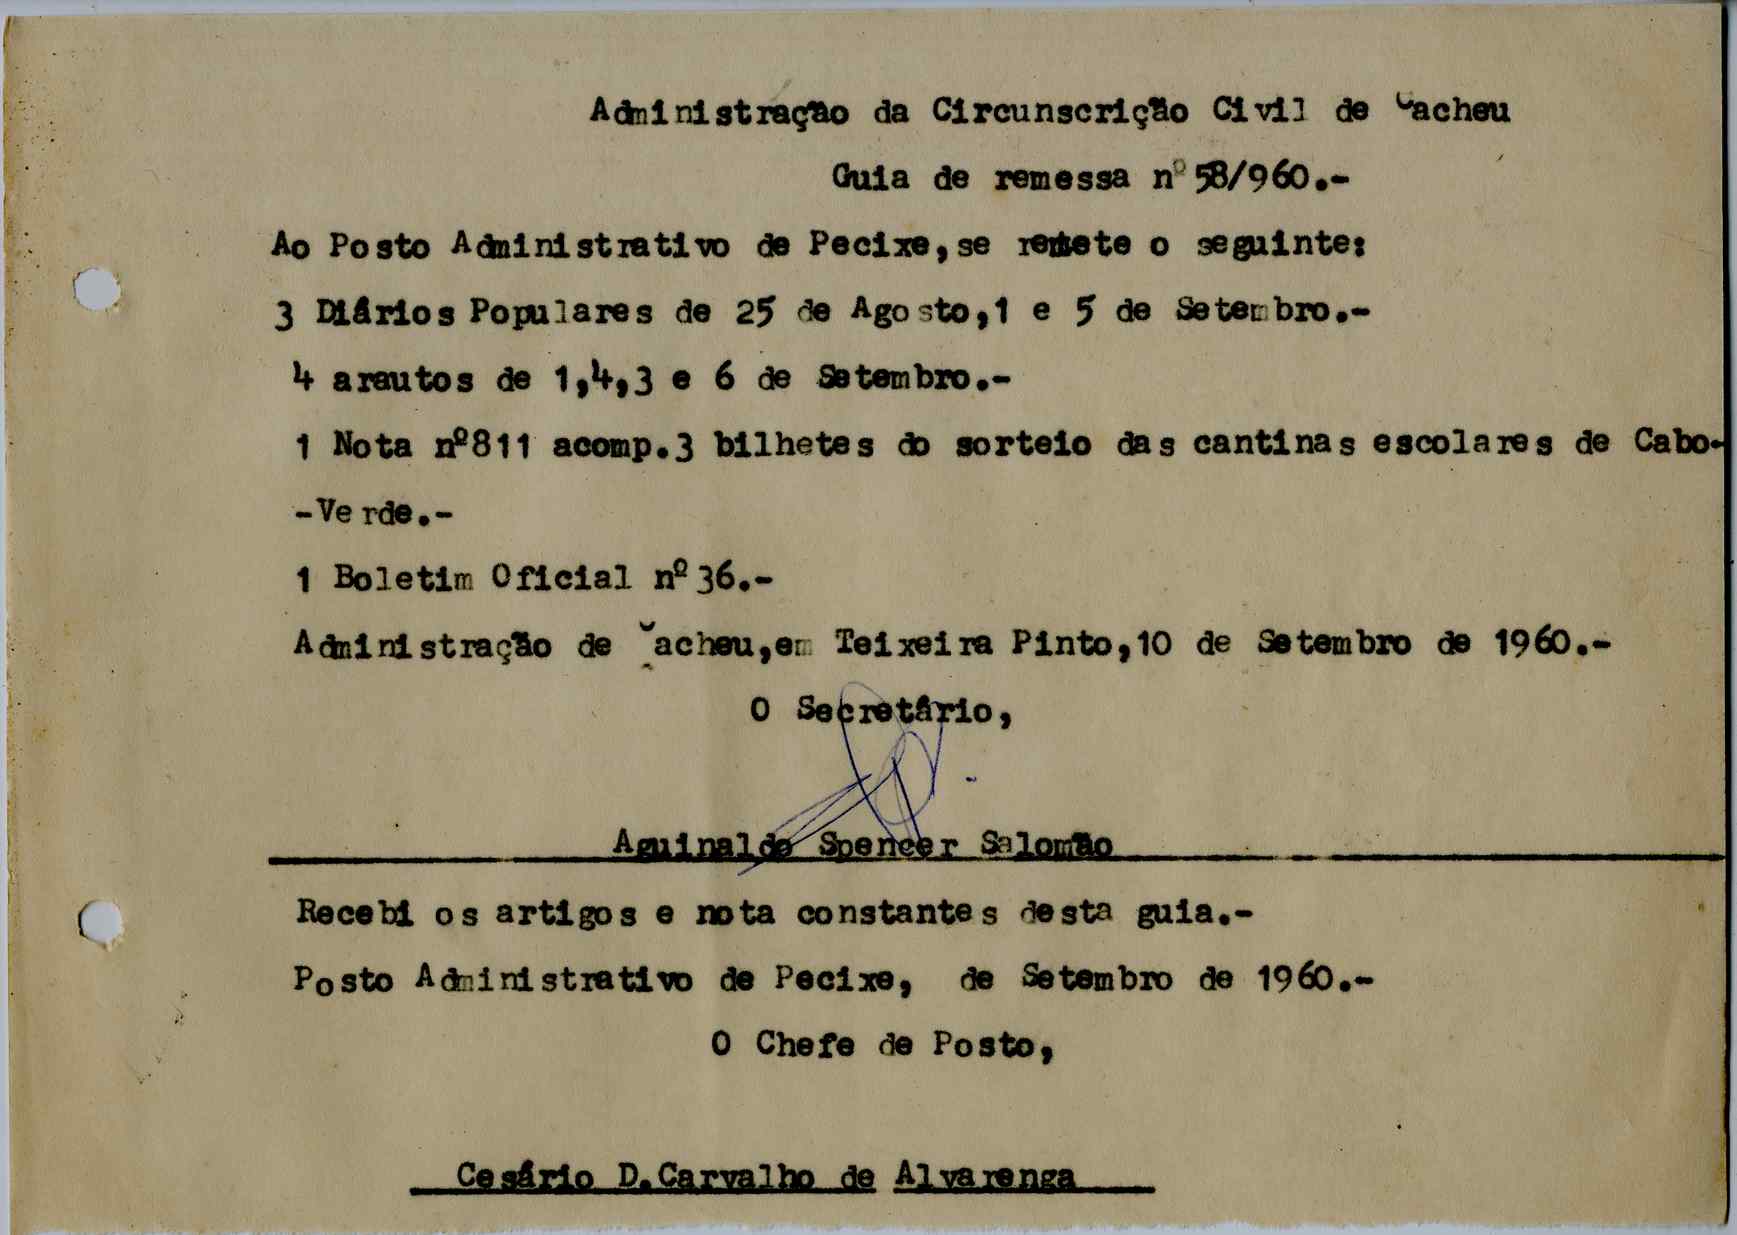 Administração da Circunscrição Civil de Cacheu
Guia de remessa nº 58/960.-
Ao Posto Administrativo de Pecixe,se remete o seguinte:
3 Diários Populares de 25 de Agosto,1 e 5 de Setembro.-
4 arautos de 1,4,3 e 6 de Setembro.-
1 Nota nº811 acomp.3 bilhetes do sorteio das cantinas escolares de Cabo-
-Verde.-
1 Boletim Oficial nº 36.-
Administração de Cacheu,em Teixeira Pinto,10 de Setembro de 1960.-
O Secretário,
Aguinaldo Spencer Salomão
Recebi os artigos e nota constantes desta guia.-
Posto Administrativo de Pecixe, de Setembro de 1960.-
O Chefe de Posto,
Cesário D.Carvalho de Alvarenga